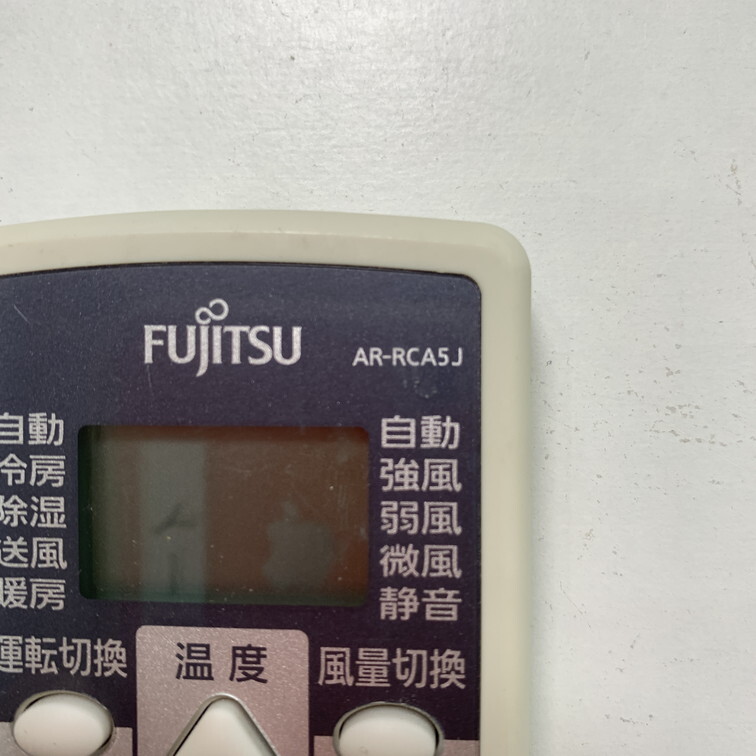 FUJITSU
AR-RCA5J
自動
冷房
除湿
送風
暖房
自動
強風
弱風
微風
静音
運転切換
温度
風量切換